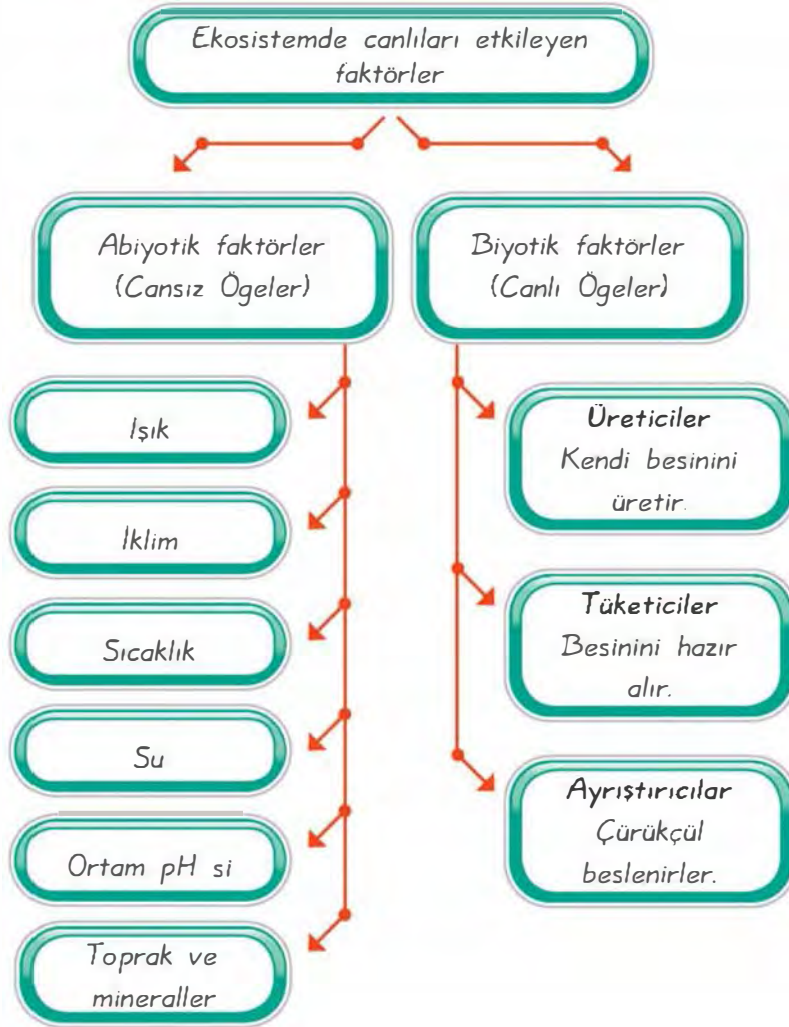 Ekosistemde canlıları etkileyen
faktörler
Abiyotik faktörler
(Cansız Ögeler)
Işık
İklim
Sıcaklık
Su
Ortam pH si
Toprak ve
mineraller
Biyotik faktörler
(Canlı Ögeler)
Üreticiler
Kendi besinini
üretir.
Tüketiciler
Besinini hazır
alır.
Ayrıştırıcılar
Çürükçül
beslenirler.